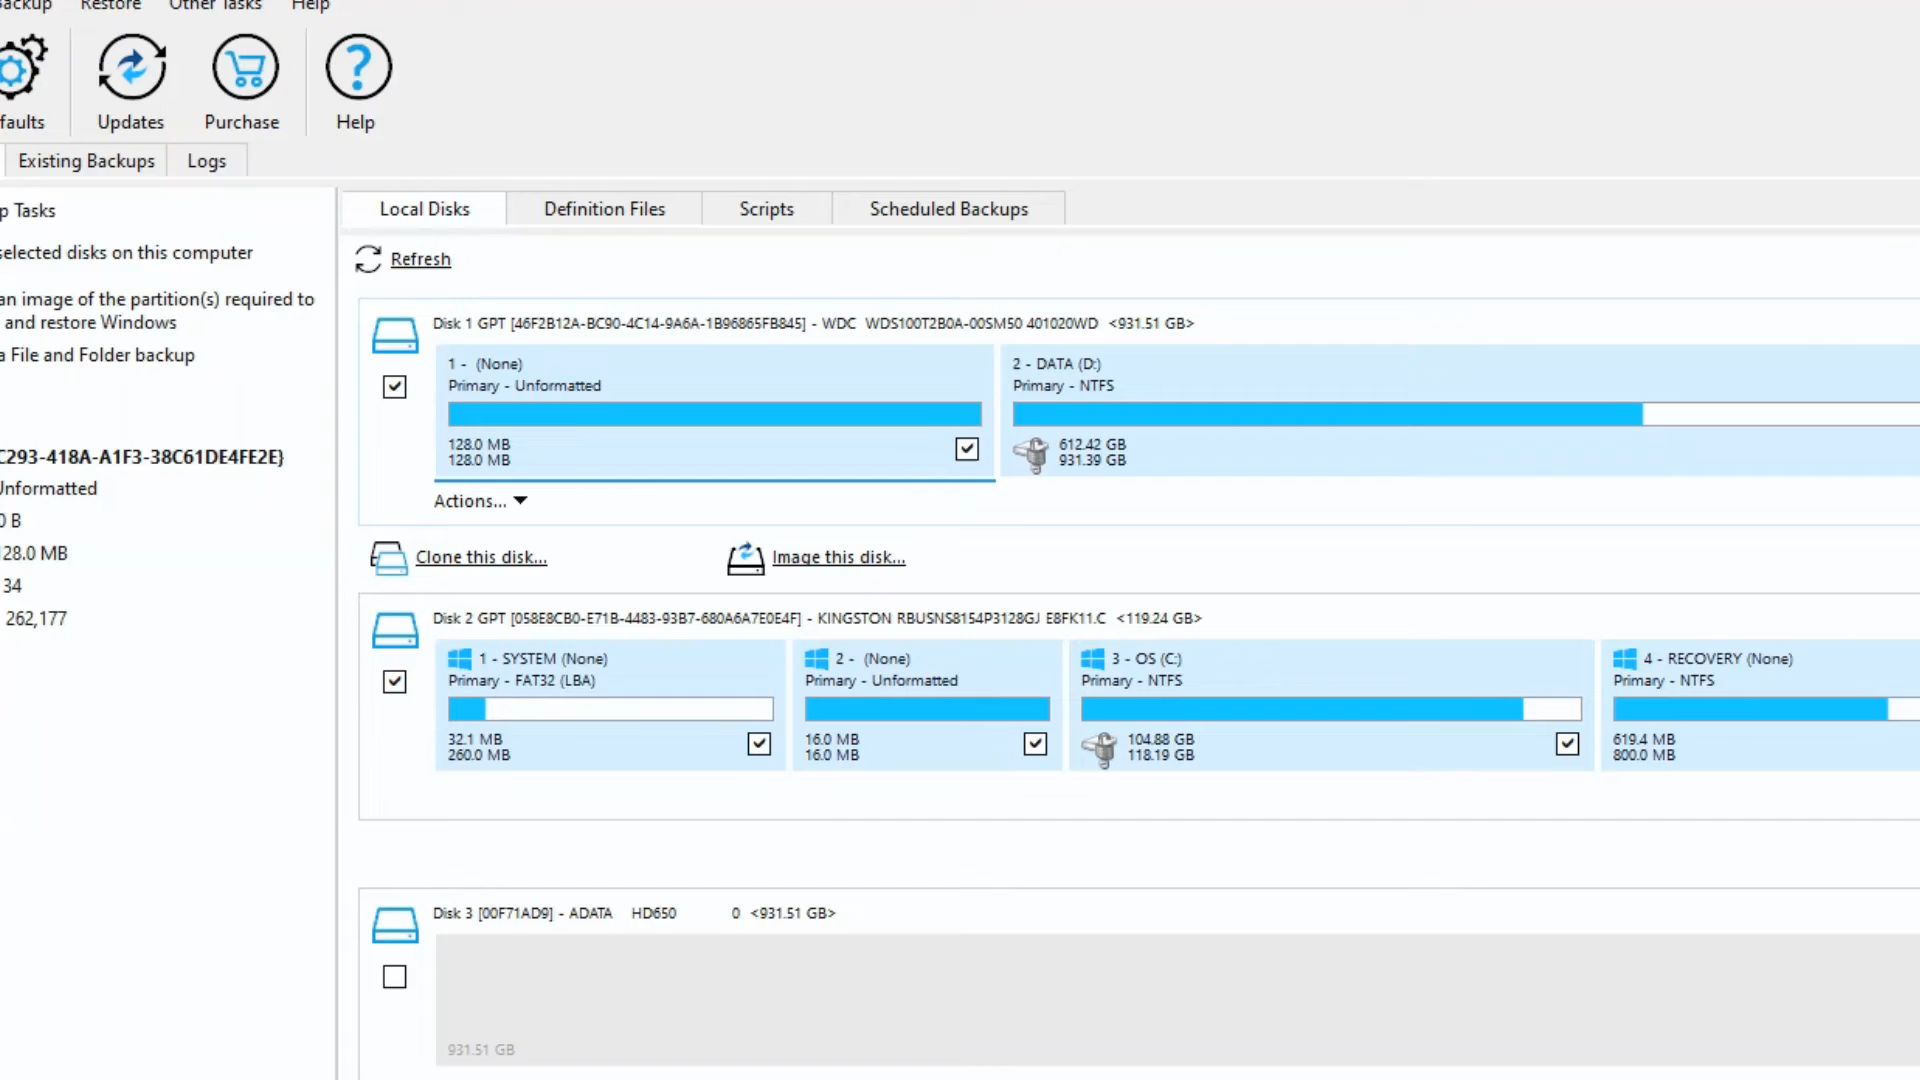 Backup Restore Other Tasks Help
faults Updates Purchase Help
Existing Backups Logs
p Tasks
selected disks on this computer
an image of the partition(s) required to
and restore Windows
a File and Folder backup
C293-418A-A1F3-38C61DE4FE2E}
Unformatted
0 B
128.0 MB
34
262,177
Local Disks Definition Files Scripts Scheduled Backups
Refresh
Disk 1 GPT [46F2B12A-BC90-4C14-9A6A-1B96865FB845] - WDC WDS100T2B0A-00SM50 401020WD <931.51 GB>
1 - (None)
Primary - Unformatted
128.0 MB
128.0 MB
2 - DATA (D:)
Primary - NTFS
612.42 GB
931.39 GB
Actions...
Clone this disk... Image this disk...
Disk 2 GPT [058E8CB0-E71B-4483-93B7-680A6A7E0E4F] - KINGSTON RBUSNS8154P3128GJ E8FK11.C <119.24 GB>
1 - SYSTEM (None)
Primary - FAT32 (LBA)
32.1 MB
260.0 MB
2 - (None)
Primary - Unformatted
16.0 MB
16.0 MB
3 - OS (C:)
Primary - NTFS
104.88 GB
118.19 GB
4 - RECOVERY (None)
Primary - NTFS
619.4 MB
800.0 MB
Disk 3 [00F71AD9] - ADATA HD650 0 <931.51 GB>
931.51 GB